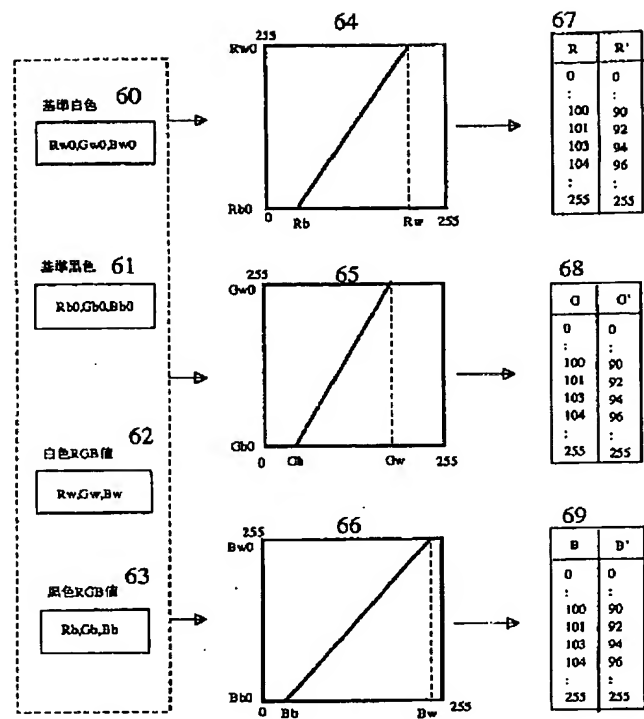 60
基準白色
Rw0,Gw0,Bw0
61
基準黑色
Rb0,Gb0,Bb0
62
白色RGB值
Rw,Gw,Bw
63
黑色RGB值
Rb,Gb,Bb
64
255
Rw0
Rb0
0
Rb
Rw
255
65
255
Gw0
Gb0
0
Gb
Gw
255
66
255
Bw0
Bb0
0
Bb
Bw
255
67
R R'
0 0
: :
100 90
101 92
103 94
104 96
: :
255 255
68
G G'
0 0
: :
100 90
101 92
103 94
104 96
: :
255 255
69
B B'
0 0
: :
100 90
101 92
103 94
104 96
: :
255 255